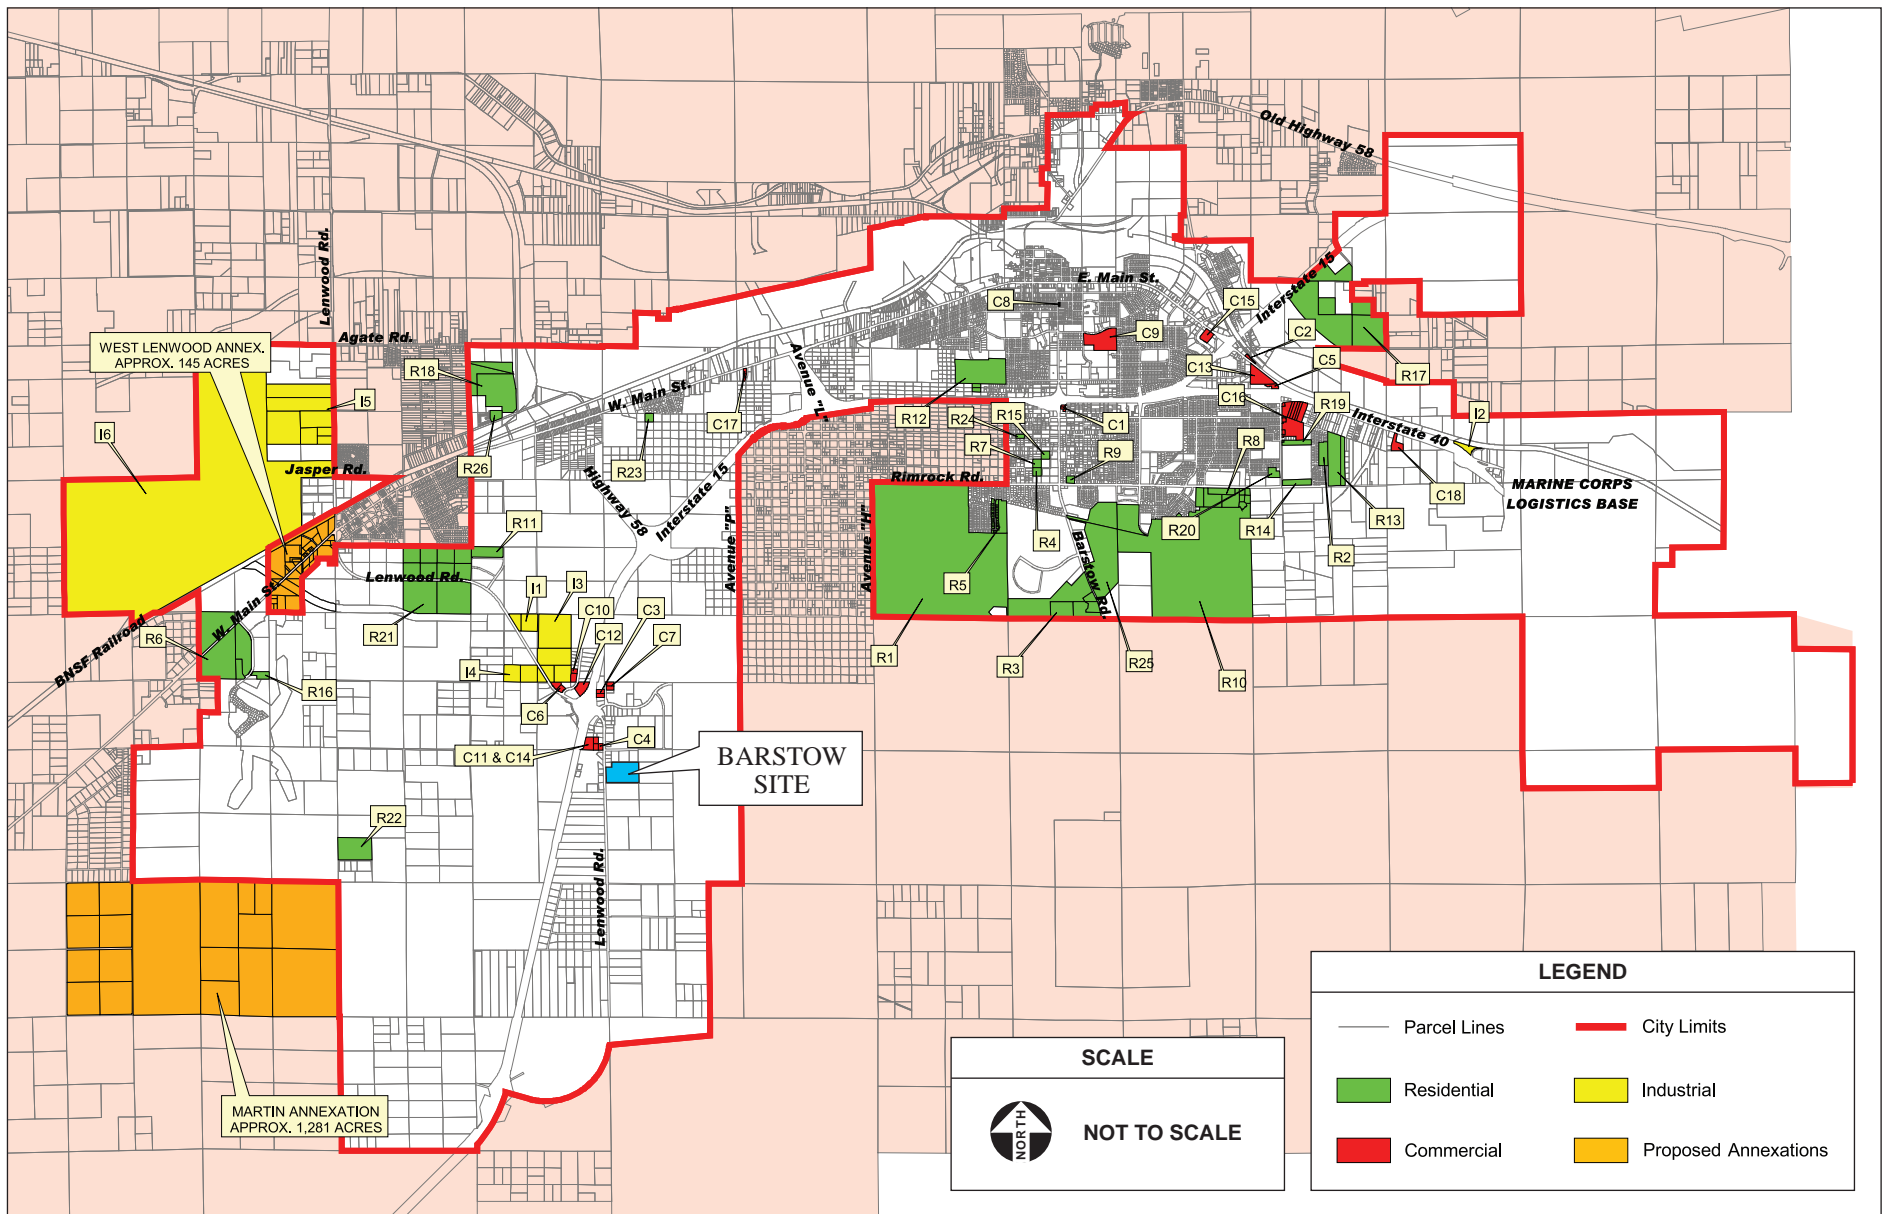 Old Highway 58
Lenwood Rd.
E. Main St.
Interstate 15
C8
C15
C9
C2
Agate Rd.
WEST LENWOOD ANNEX.
APPROX. 145 ACRES
Avenue "L"
C13
C5
R18
R17
I5
W. Main St.
C17
R12
R15
R24
C1
C16
R19
I2
Interstate 40
I6
R26
R23
R7
R9
R8
Jasper Rd.
Rimrock Rd.
C18
MARINE CORPS
LOGISTICS BASE
Highway 58
Interstate 15
R11
Avenue "P"
Avenue "H"
R4
R20
R14
R13
R2
R5
Barstow Rd.
Lenwood Rd.
I1
I3
C10
C3
C12
C7
W. Main St.
R6
R21
BNSF Railroad
R1
R3
R25
R10
R16
I4
C6
C11 & C14
C4
BARSTOW
SITE
R22
Lenwood Rd.
MARTIN ANNEXATION
APPROX. 1,281 ACRES
SCALE
NORTH
NOT TO SCALE
LEGEND
Parcel Lines
City Limits
Residential
Industrial
Commercial
Proposed Annexations